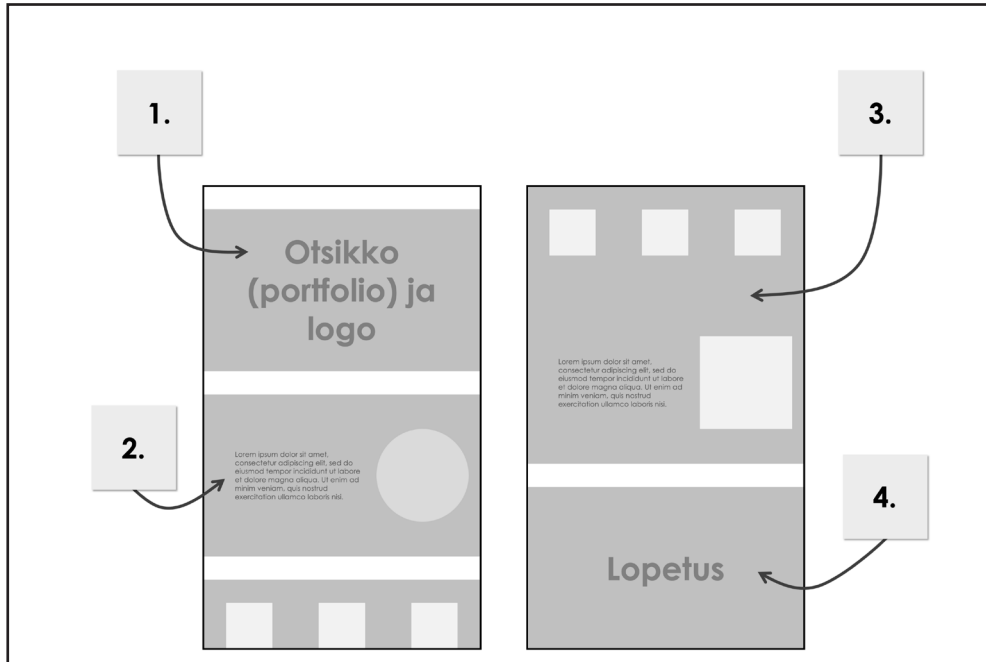 1.
Otsikko
(portfolio) ja
logo
2.
Lorem ipsum dolor sit amet,
consectetur adipiscing elit, sed do
eiusmod tempor incididunt ut labore
et dolore magna aliqua. Ut enim ad
minim veniam, quis nostrud
exercitation ullamco laboris nisi.
3.
Lorem ipsum dolor sit amet,
consectetur adipiscing elit, sed do
eiusmod tempor incididunt ut labore
et dolore magna aliqua. Ut enim ad
minim veniam, quis nostrud
exercitation ullamco laboris nisi.
4.
Lopetus